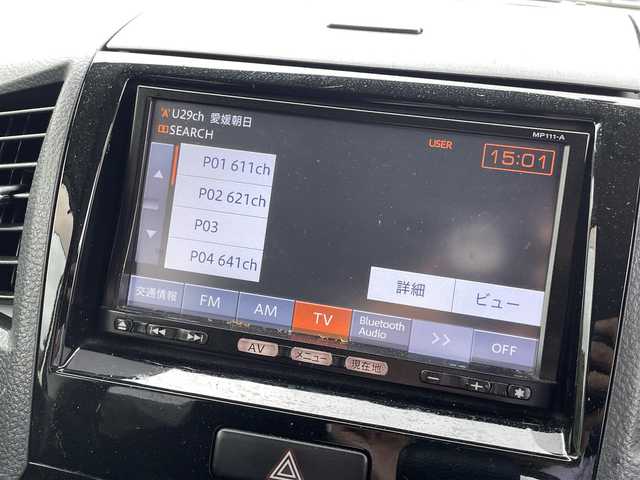 U29ch 愛媛朝日
SEARCH
MP111-A
USER
15:01
P01 611ch
P02 621ch
P03
P04 641ch
詳細 ビュー
交通情報 FM AM TV Bluetooth Audio >> OFF
AV メニュー 現在地